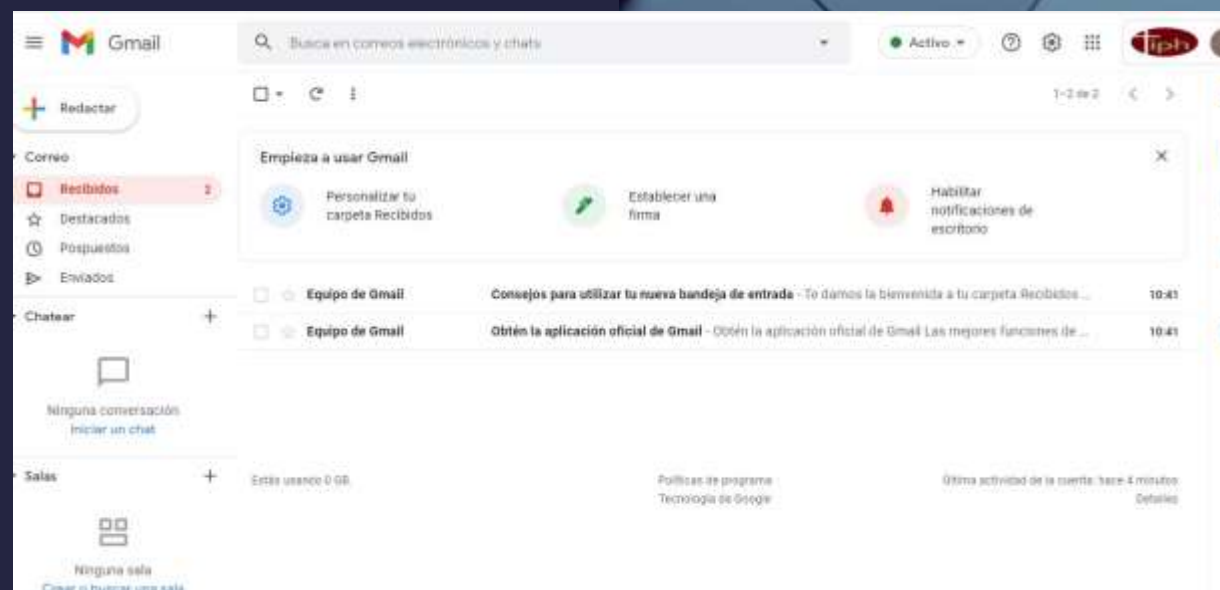 Gmail
Busca en correos electrónicos y chats
Activo
tiph
Redactar
1-2 de 2
Correo
Recibidos 2
Destacados
Pospuestos
Enviados
Empieza a usar Gmail
Personalizar tu
carpeta Recibidos
Establecer una
firma
Habilitar
notificaciones de
escritorio
Equipo de Gmail Consejos para utilizar tu nueva bandeja de entrada - Te damos la bienvenida a tu carpeta Recibidos ... 10:41
Equipo de Gmail Obtén la aplicación oficial de Gmail - Obtén la aplicación oficial de Gmail Las mejores funciones de ... 10:41
Chatear
Ninguna conversación
Iniciar un chat
Salas
Ninguna sala
Crear o buscar una sala
Estás usando 0 GB.
Políticas de programa
Tecnología de Google
Última actividad de la cuenta: hace 4 minutos
Detalles